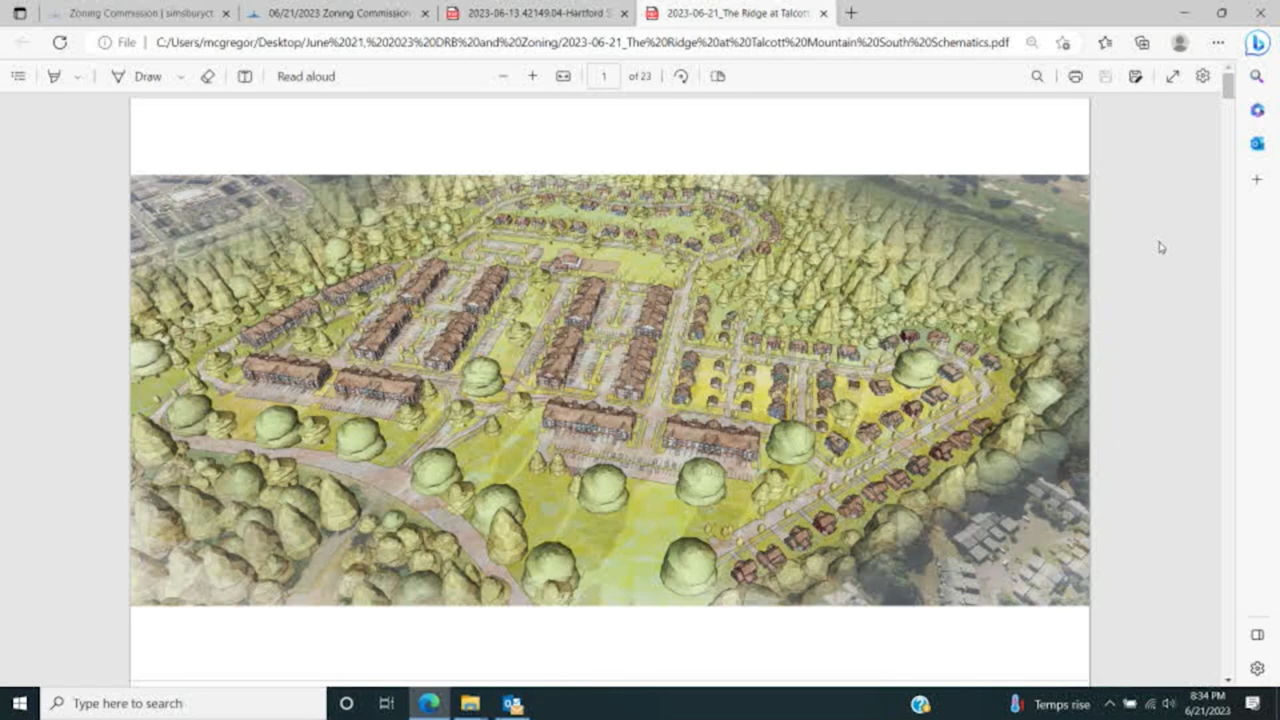 Zoning Commission | simsburyct
06/21/2023 Zoning Commission
2023-06-13.42149.04-Hartford S
2023-06-21_The Ridge at Talcott
File
C:/Users/mcgregor/Desktop/June%2021,%202023%20DRB%20and%20Zoning/2023-06-21_The%20Ridge%20at%20Talcott%20Mountain%20South%20Schematics.pdf
Draw
Read aloud
1
of 23
Type here to search
Temps rise
8:34 PM
6/21/2023